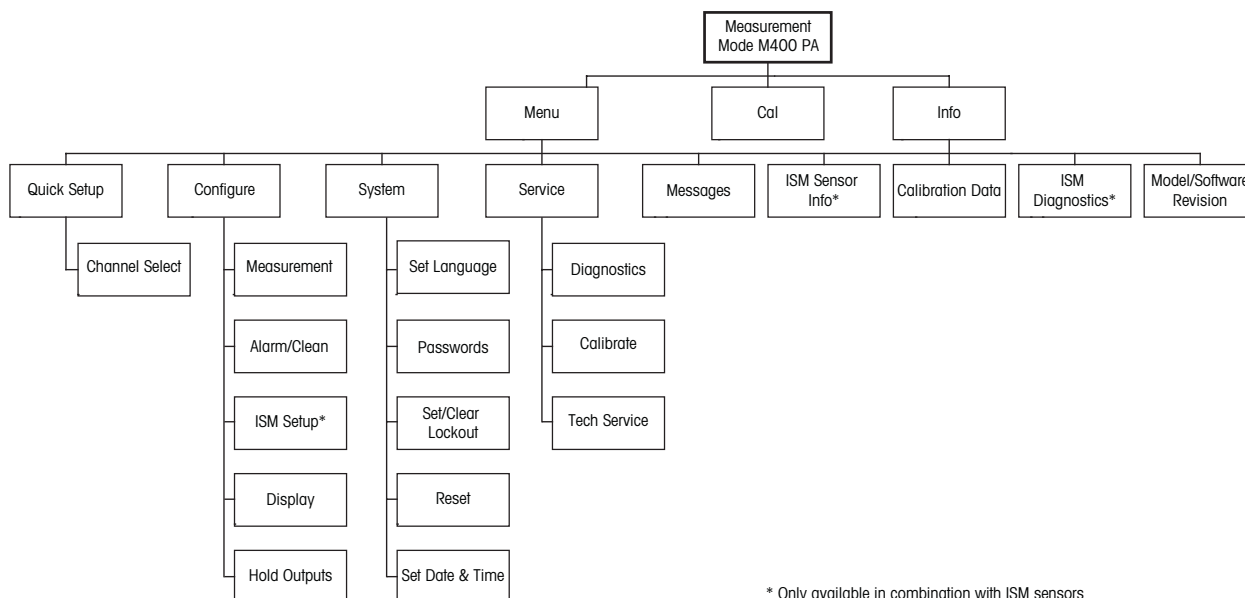 Measurement
Mode M400 PA
Menu
Cal
Info
Quick Setup
Configure
System
Service
Messages
ISM Sensor
Info*
Calibration Data
ISM
Diagnostics*
Model/Software
Revision
Channel Select
Measurement
Set Language
Diagnostics
Alarm/Clean
Passwords
Calibrate
ISM Setup*
Set/Clear
Lockout
Tech Service
Display
Reset
Hold Outputs
Set Date & Time
* Only available in combination with ISM sensors